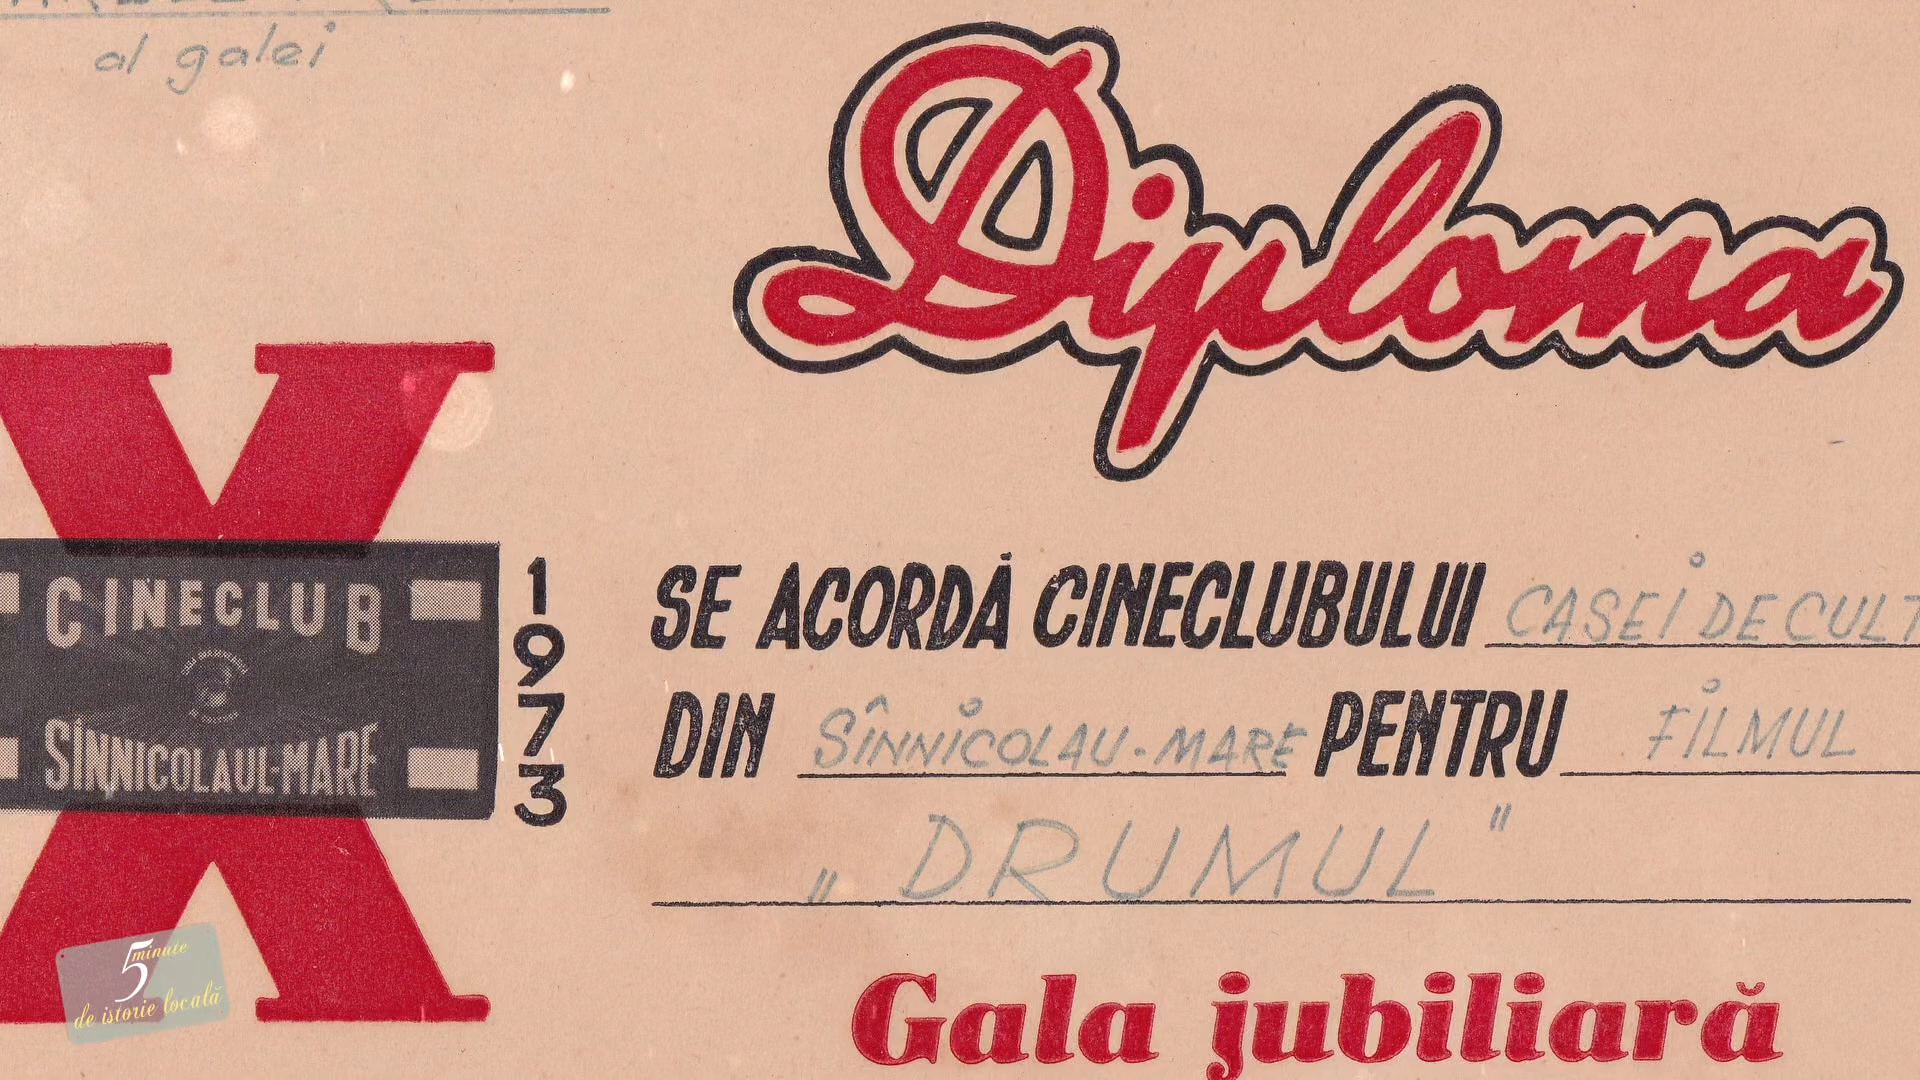 al galei
Diploma
CINECLUB
SÎNNICOLAUL-MARE
1973
SE ACORDĂ CINECLUBULUI CASEI DE CULT
DIN SÎNNICOLAU-MARE PENTRU FILMUL
„DRUMUL"
Gala jubiliară
5 minute
de istorie locală